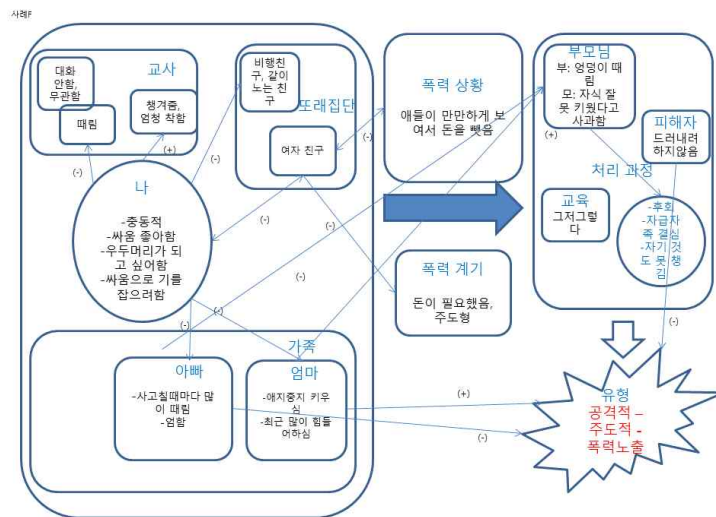 사례F
교사
대화
안함,
무관함
때림
챙겨줌,
엄청 착함
비행친
구, 같이
노는 친
구
또래집단
여자 친구
폭력 상황
애들이 만만하게 보
여서 돈을 뺏음
부모님
부: 엉덩이 때
림
모: 자식 잘
못 키웠다고
사과함
피해자
드러내려
하지않음
처리 과정
교육
그저그렇
다
-후회
-자급자
족 결심
-자기 것
도 못 챙
김
나
-충동적
-싸움 좋아함
-우두머리가 되
고 싶어함
-싸움으로 기를
잡으려함
폭력 계기
돈이 필요했음,
주도형
가족
아빠
-사고칠때마다 많
이 때림
-엄함
엄마
-애지중지 키우
심
-최근 많이 힘들
어하심
유형
공격적 –
주도적 -
폭력노출
(-)
(+)
(-)
(-)
(+)
(-)
(-)
(-)
(-)
(-)
(-)
(+)
(-)